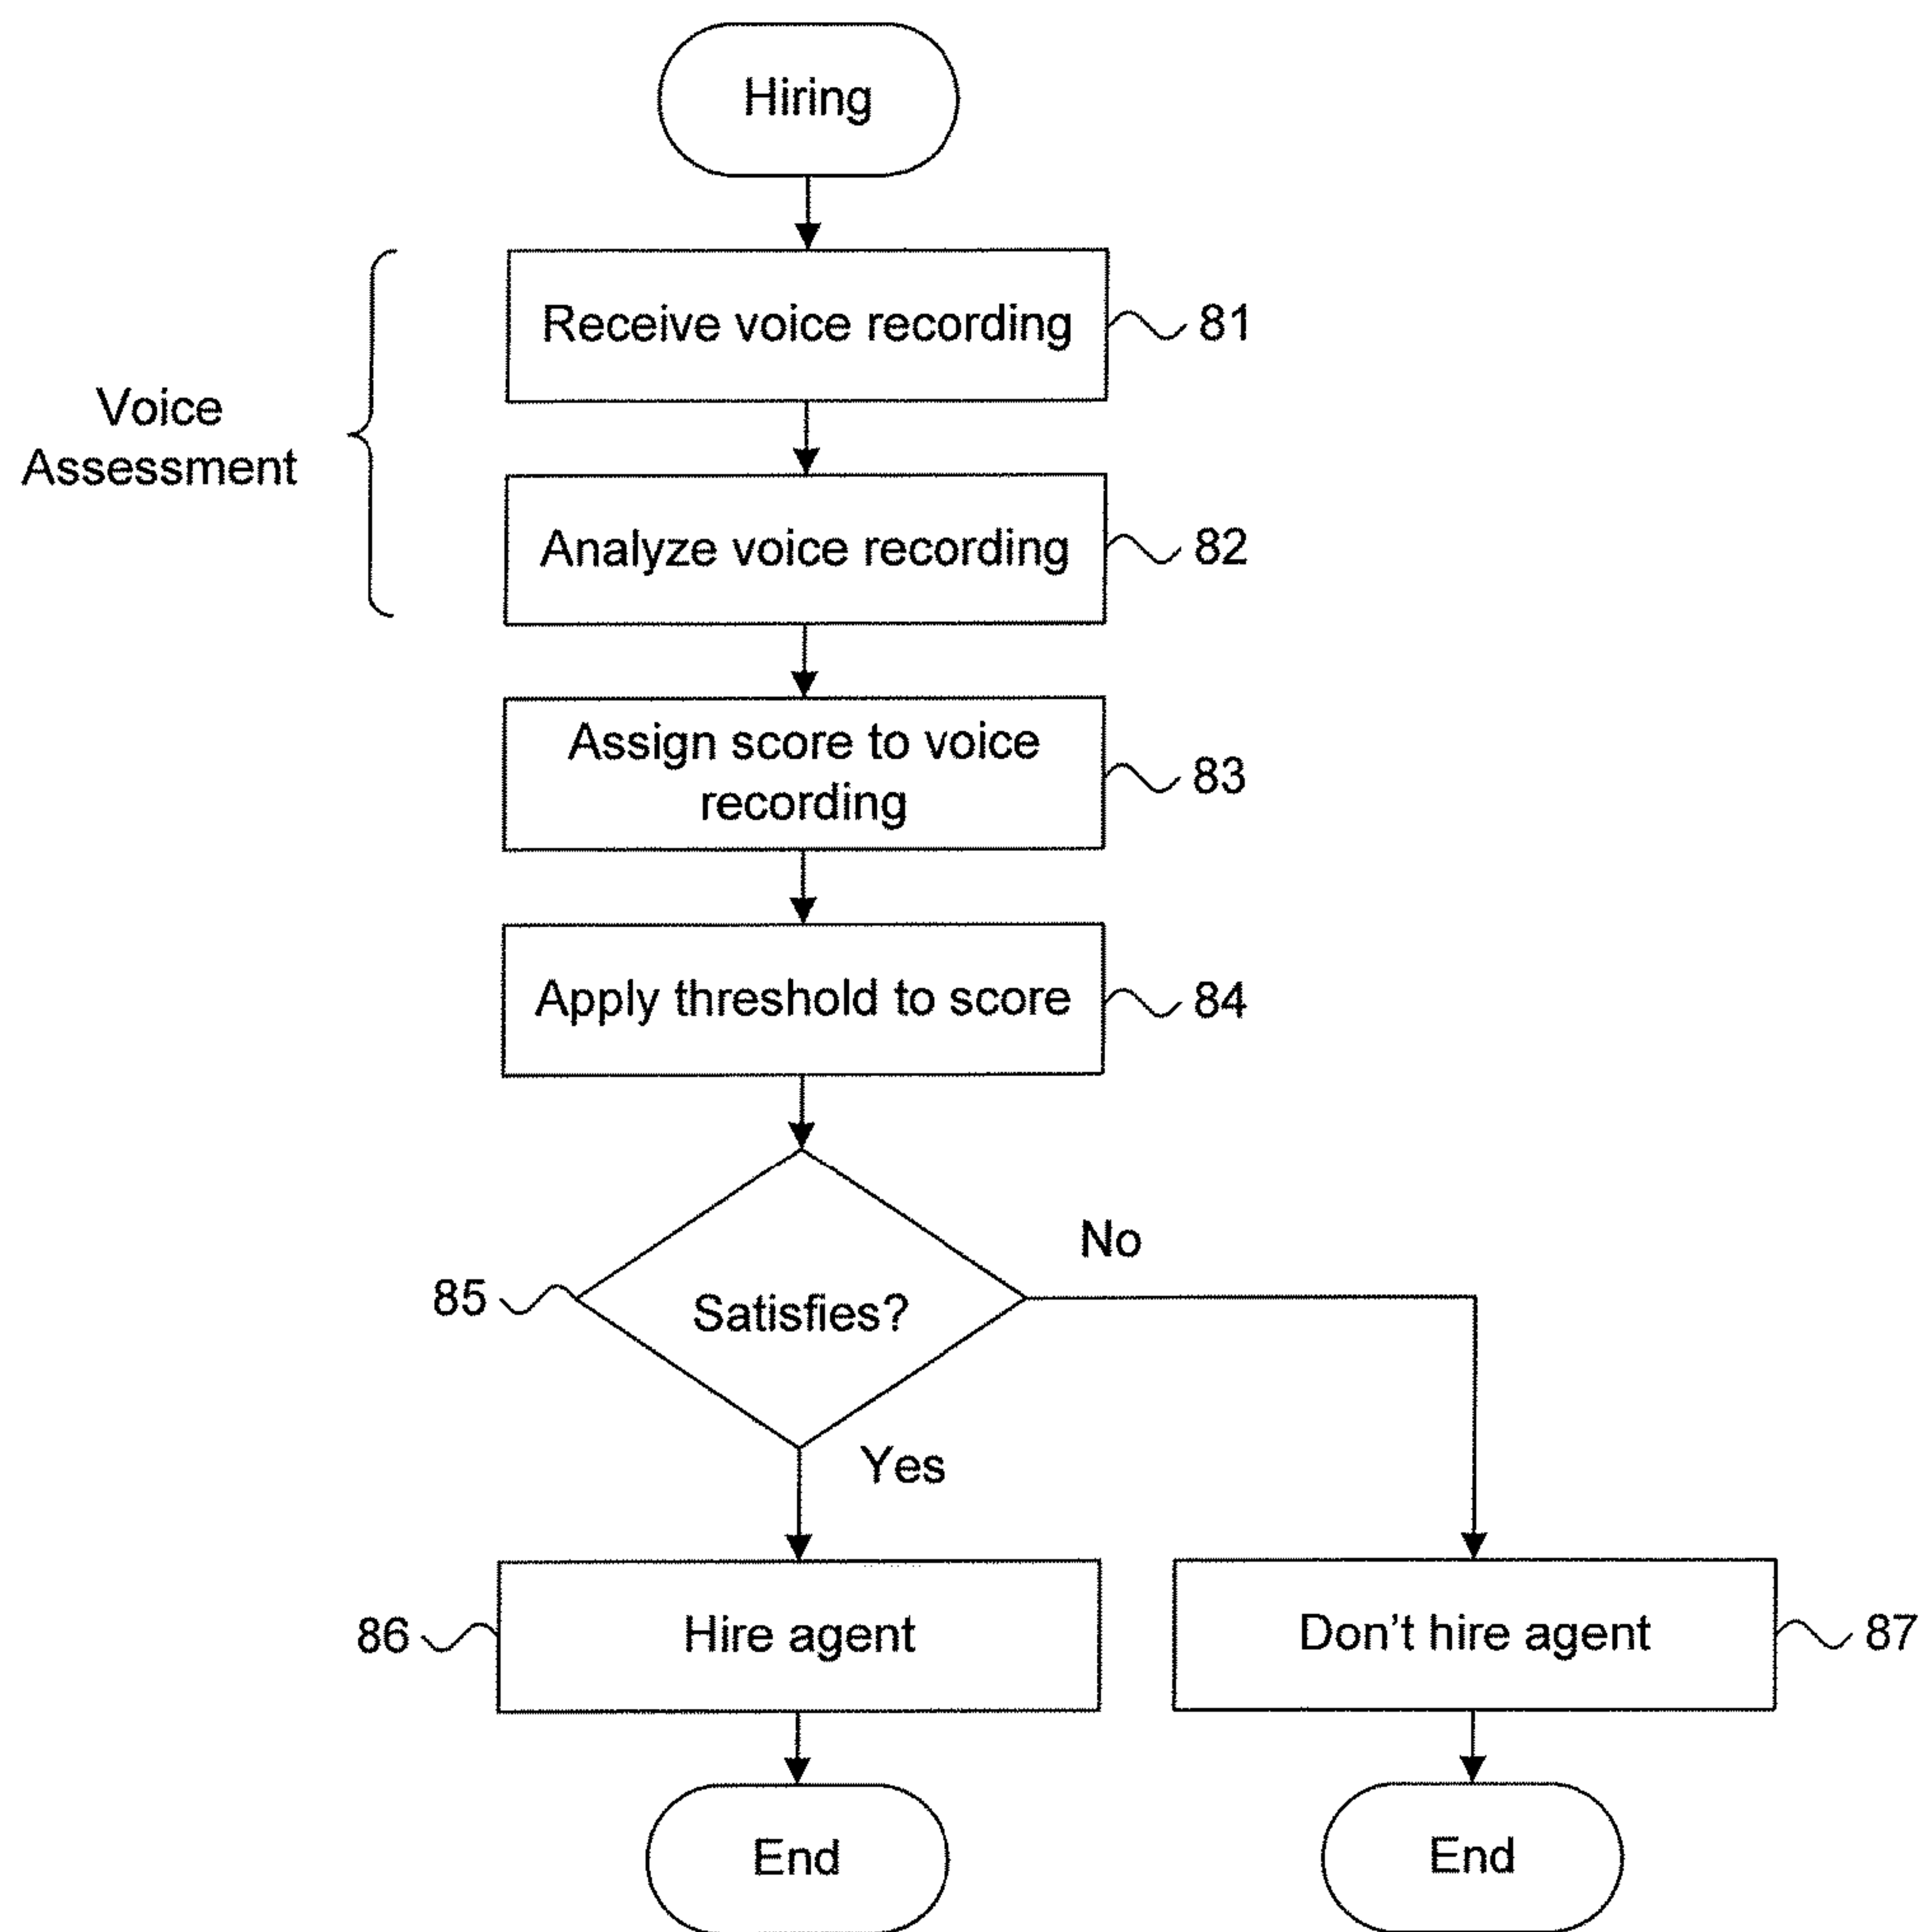 Hiring
Receive voice recording
81
Voice
Assessment
Analyze voice recording
82
Assign score to voice
recording
83
Apply threshold to score
84
85
Satisfies?
No
Yes
86
Hire agent
Don't hire agent
87
End
End